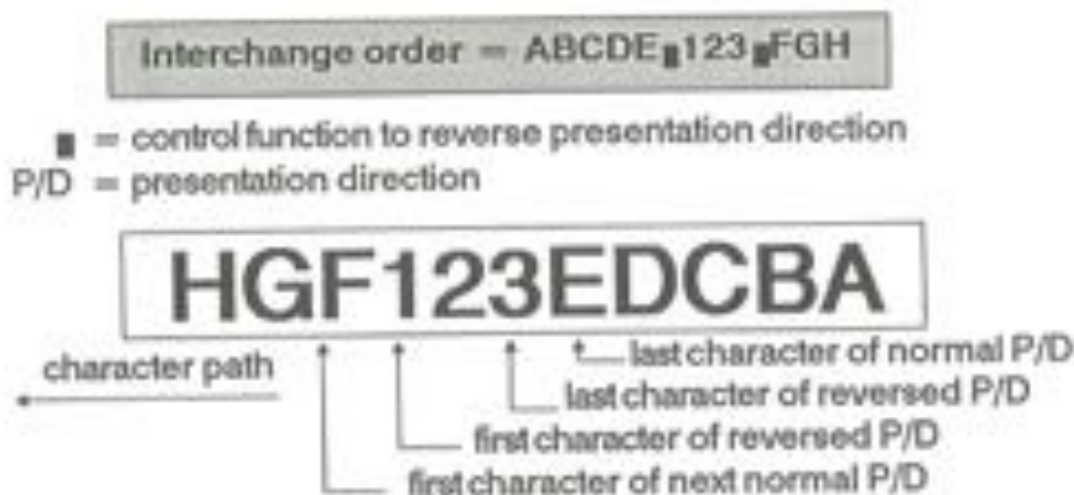 Interchange order = ABCDE■123■FGH
■ = control function to reverse presentation direction
P/D = presentation direction
HGF123EDCBA
character path
last character of normal P/D
last character of reversed P/D
first character of reversed P/D
first character of next normal P/D